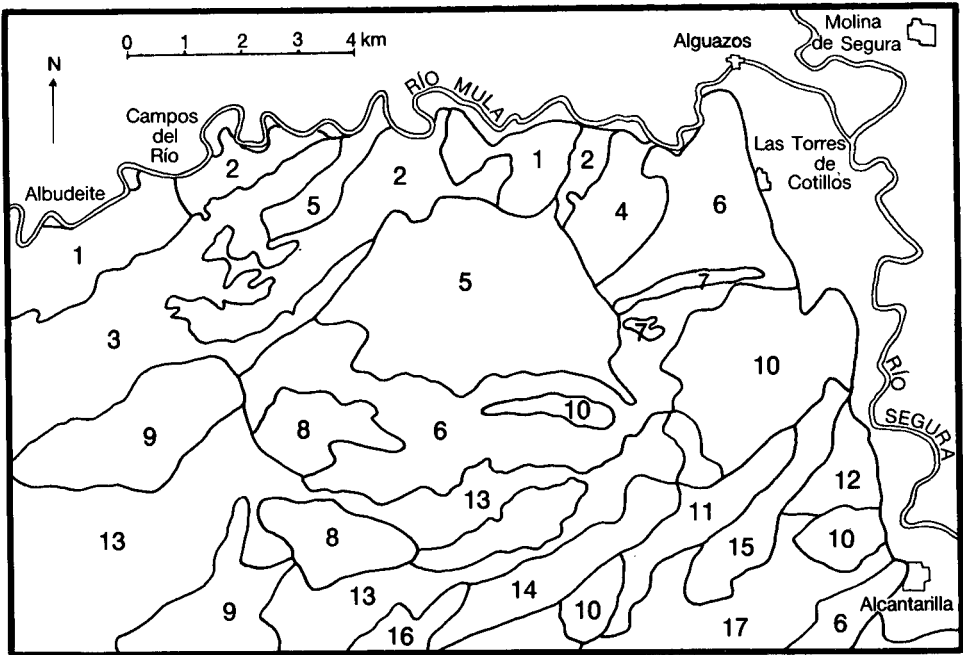 0 1 2 4 km
N
Molina
de Segura
Alguazos
RÍO MULA
Campos
del
Río
Las Torres
de
Cotillos
Albudeite
2
5
2
1
2
4
6
1
5
7
3
7
10
9
8
6
10
RÍO
SEGURA
13
12
11
13
8
15
10
9
13
14
10
16
17
6
Alcantarilla